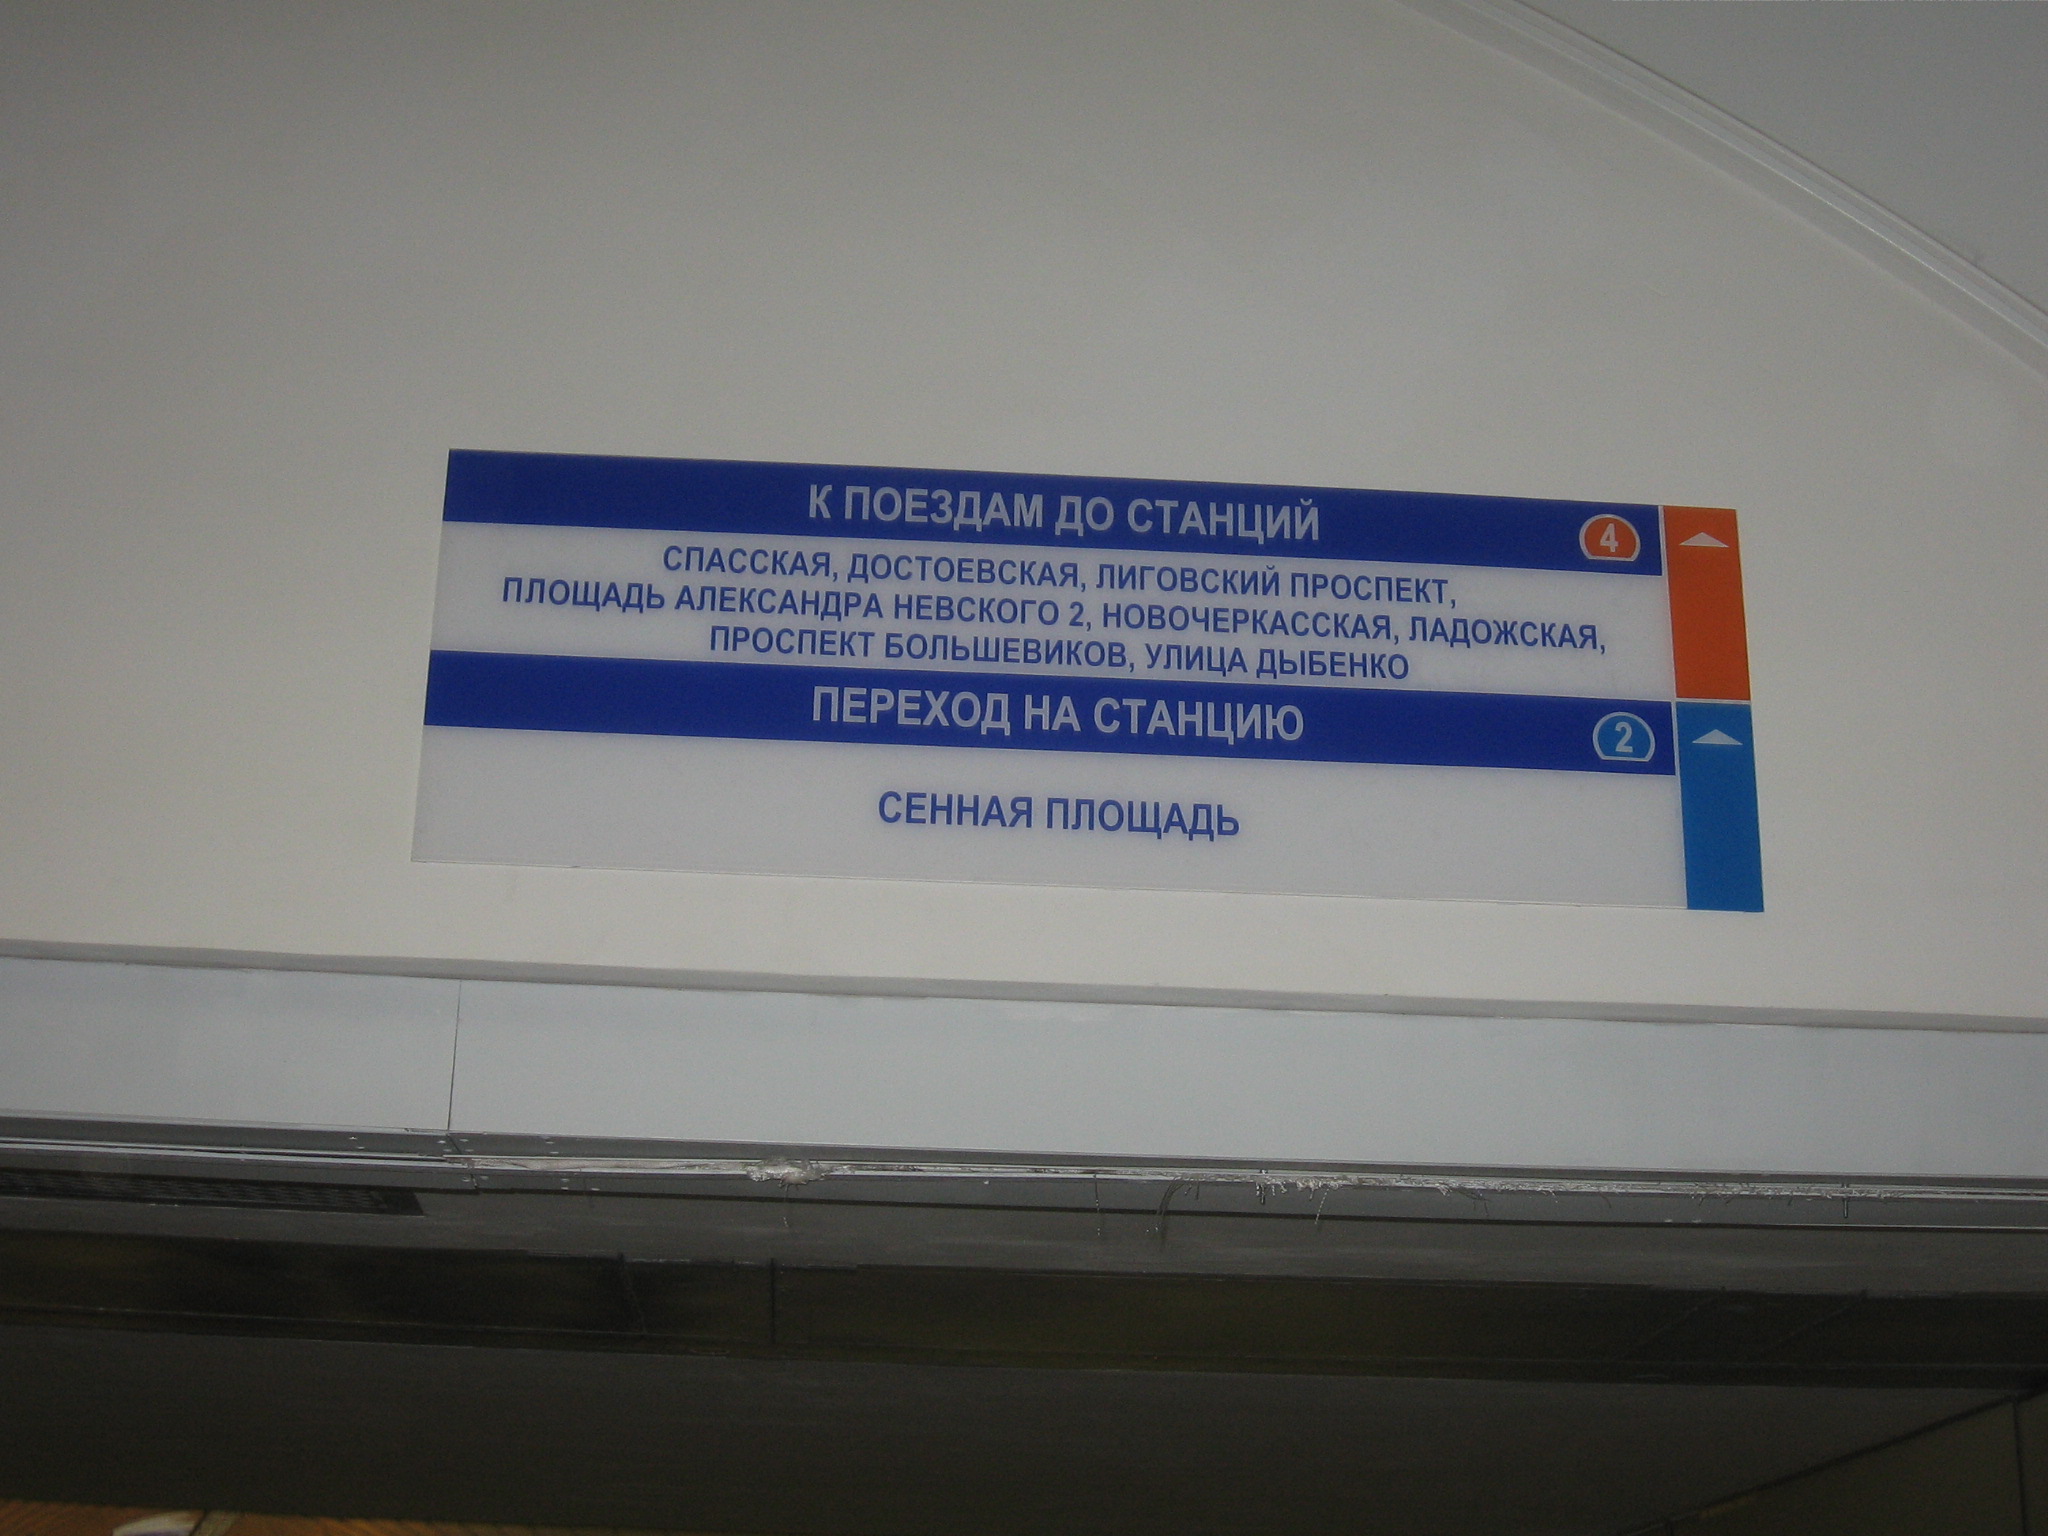 К ПОЕЗДАМ ДО СТАНЦИЙ 4
СПАССКАЯ, ДОСТОЕВСКАЯ, ЛИГОВСКИЙ ПРОСПЕКТ,
ПЛОЩАДЬ АЛЕКСАНДРА НЕВСКОГО 2, НОВОЧЕРКАССКАЯ, ЛАДОЖСКАЯ,
ПРОСПЕКТ БОЛЬШЕВИКОВ, УЛИЦА ДЫБЕНКО
ПЕРЕХОД НА СТАНЦИЮ 2
СЕННАЯ ПЛОЩАДЬ